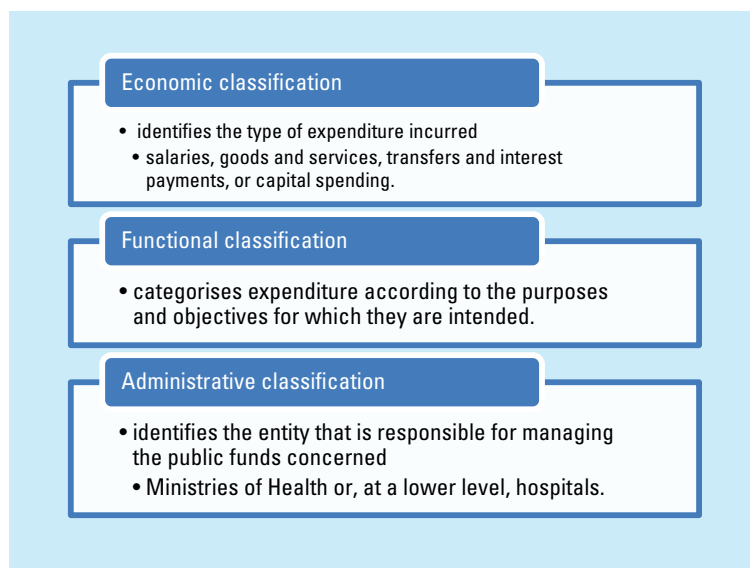 Economic classification
• identifies the type of expenditure incurred
• salaries, goods and services, transfers and interest
payments, or capital spending.
Functional classification
• categorises expenditure according to the purposes
and objectives for which they are intended.
Administrative classification
• identifies the entity that is responsible for managing
the public funds concerned
• Ministries of Health or, at a lower level, hospitals.